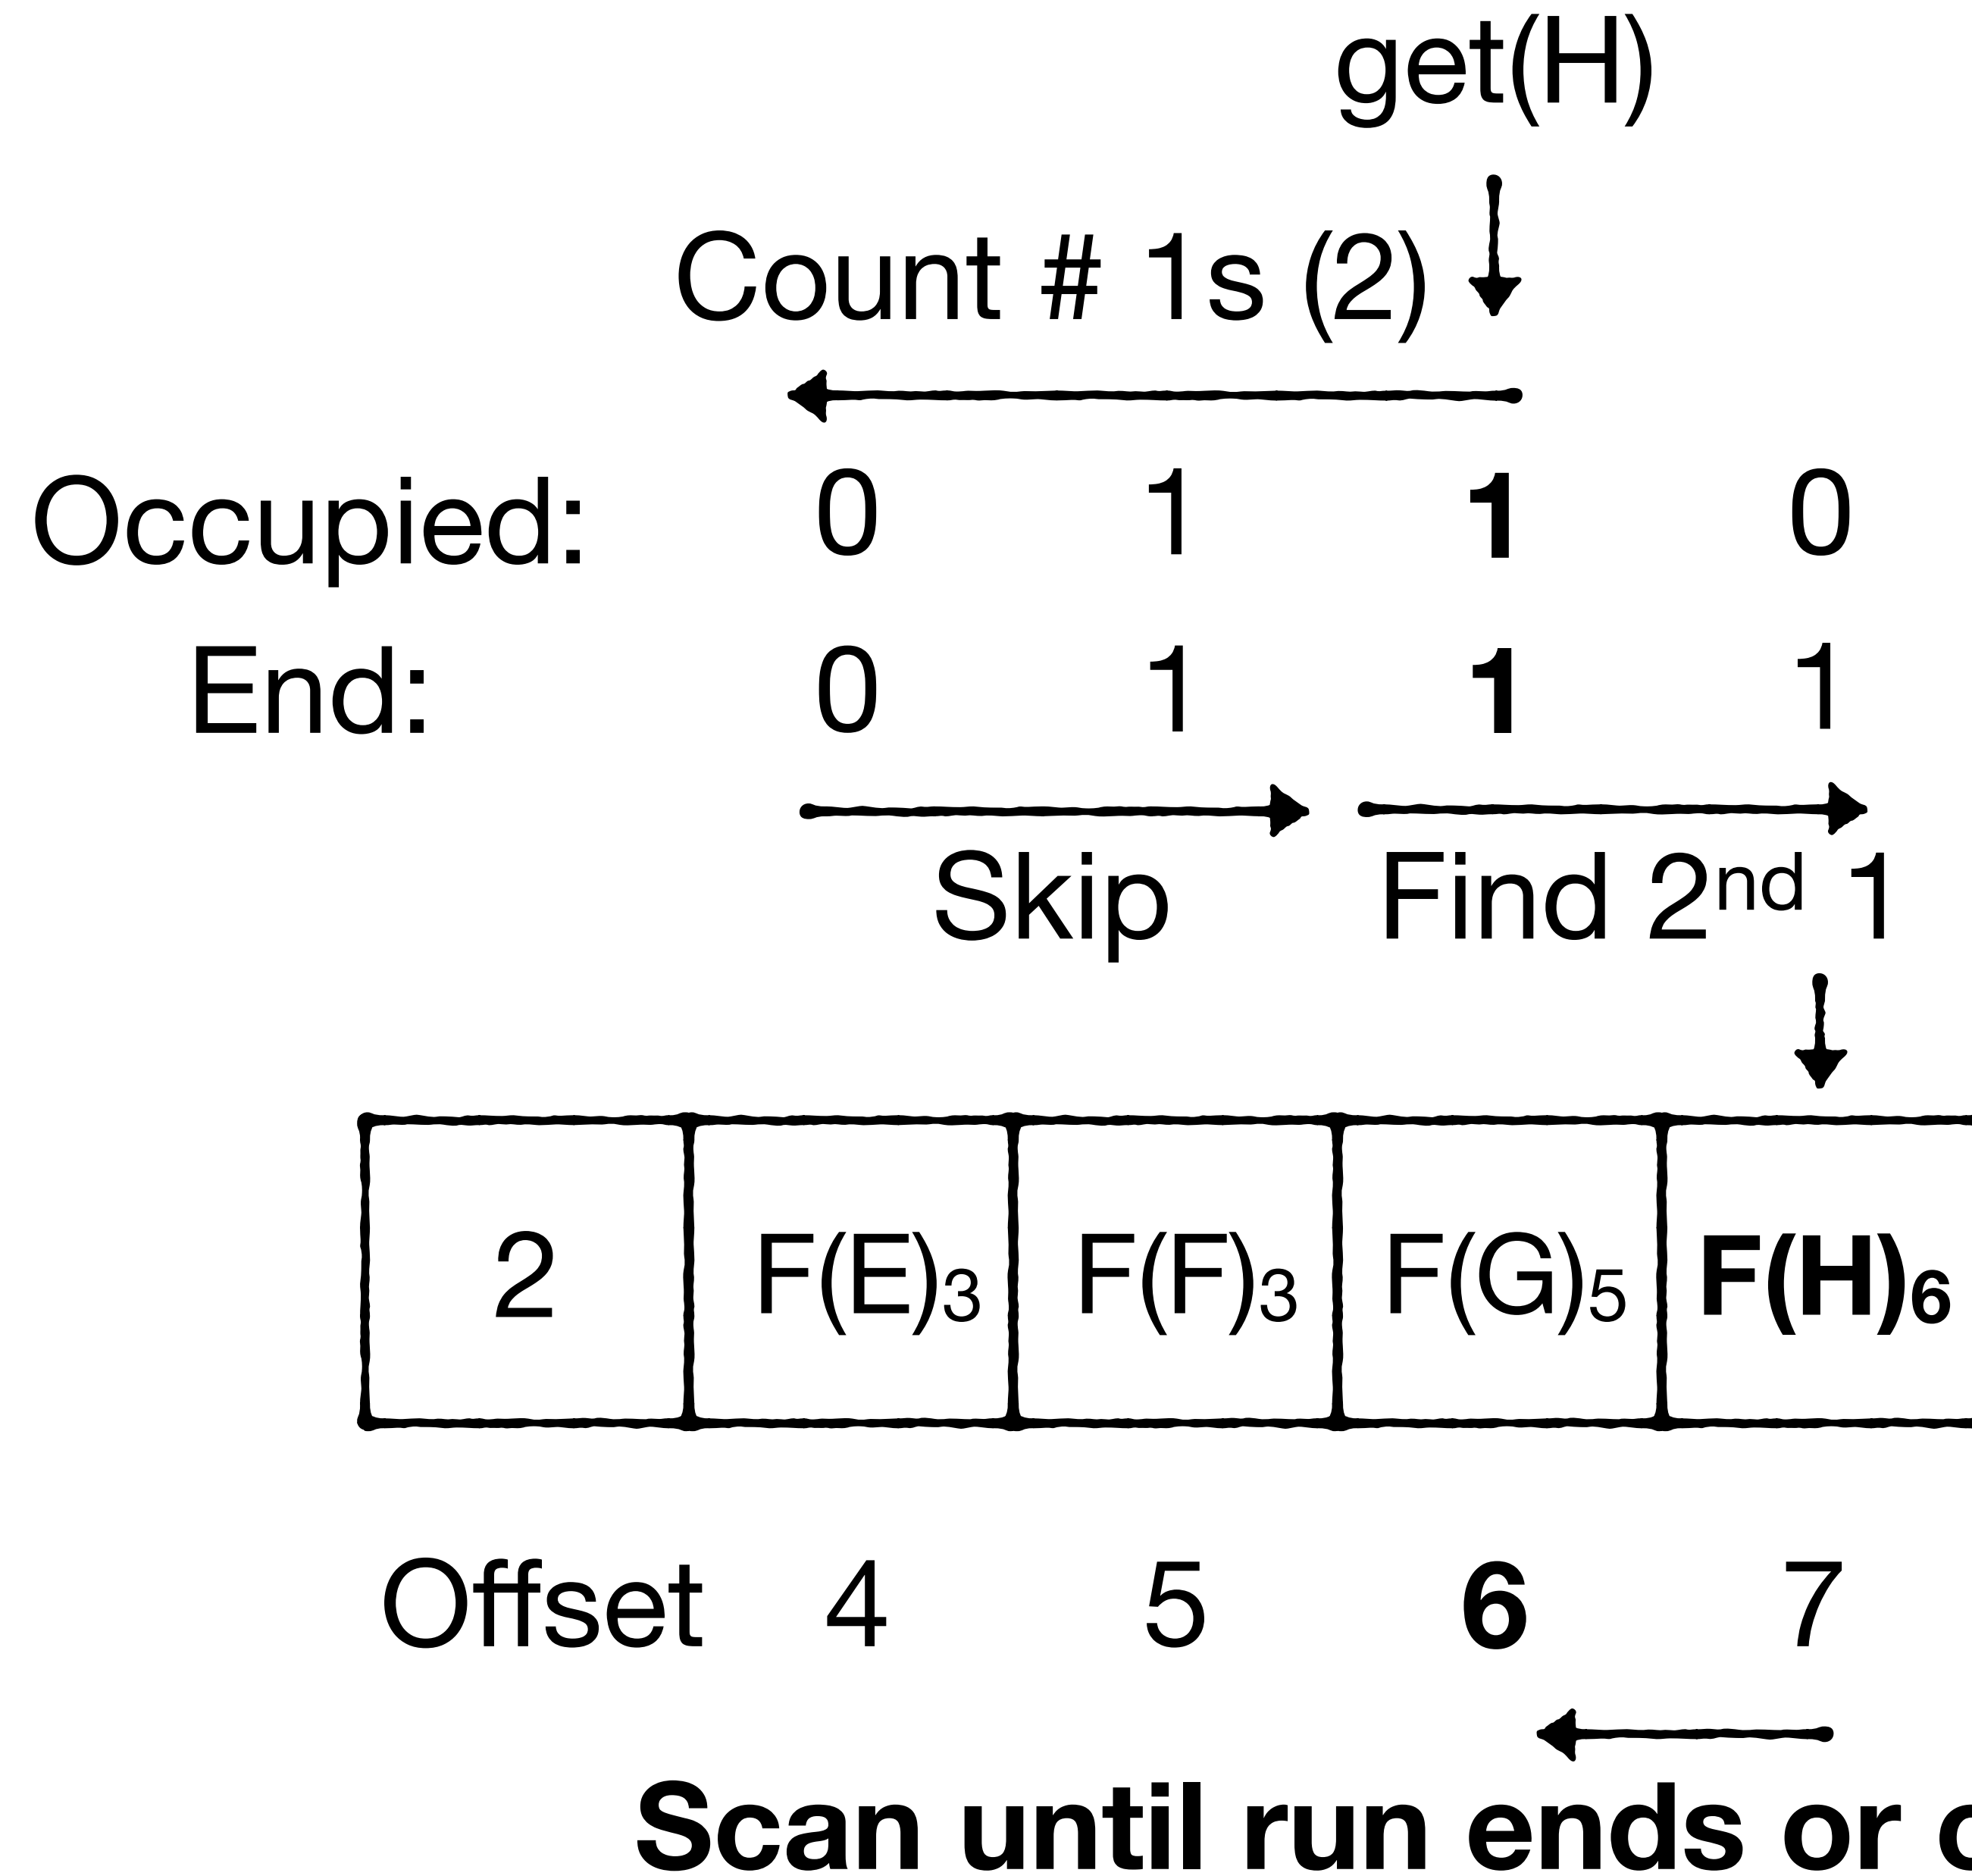 get(H)
Count # 1s (2)
Occupied: 0 1 1 0
End: 0 1 1 1
Skip Find 2nd 1
2 F(E)3 F(F)3 F(G)5 F(H)6
Offset 4 5 6 7
Scan until run ends or